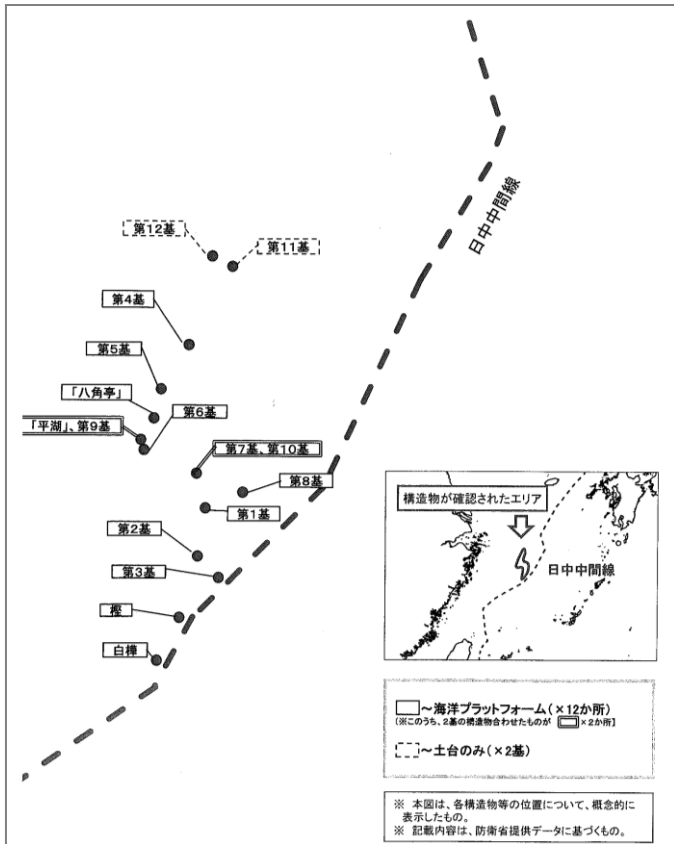 日中中間線
第12基
第11基
第4基
第5基
「八角亭」
第6基
「平湖」、第9基
第7基、第10基
第8基
第1基
第2基
第3基
樫
白樺
構造物が確認されたエリア
日中中間線
~海洋プラットフォーム(×12か所)
(※このうち、2基の構造物合わせたものが ×2か所]
~土台のみ(×2基)
※ 本図は、各構造物等の位置について、概念的に
表示したもの。
※ 記載内容は、防衛省提供データに基づくもの。